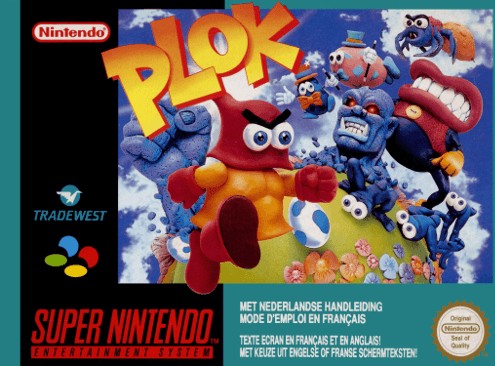 Nintendo
PLOK
TRADEWEST
SUPER NINTENDO
ENTERTAINMENT SYSTEM
MET NEDERLANDSE HANDLEIDING
MODE D'EMPLOI EN FRANÇAIS
TEXTE ECRAN EN FRANÇAIS ET EN ANGLAIS!
MET KEUZE UIT ENGELSE OF FRANSE SCHERMTEKSTEN!
Original
Nintendo
Seal of
Quality